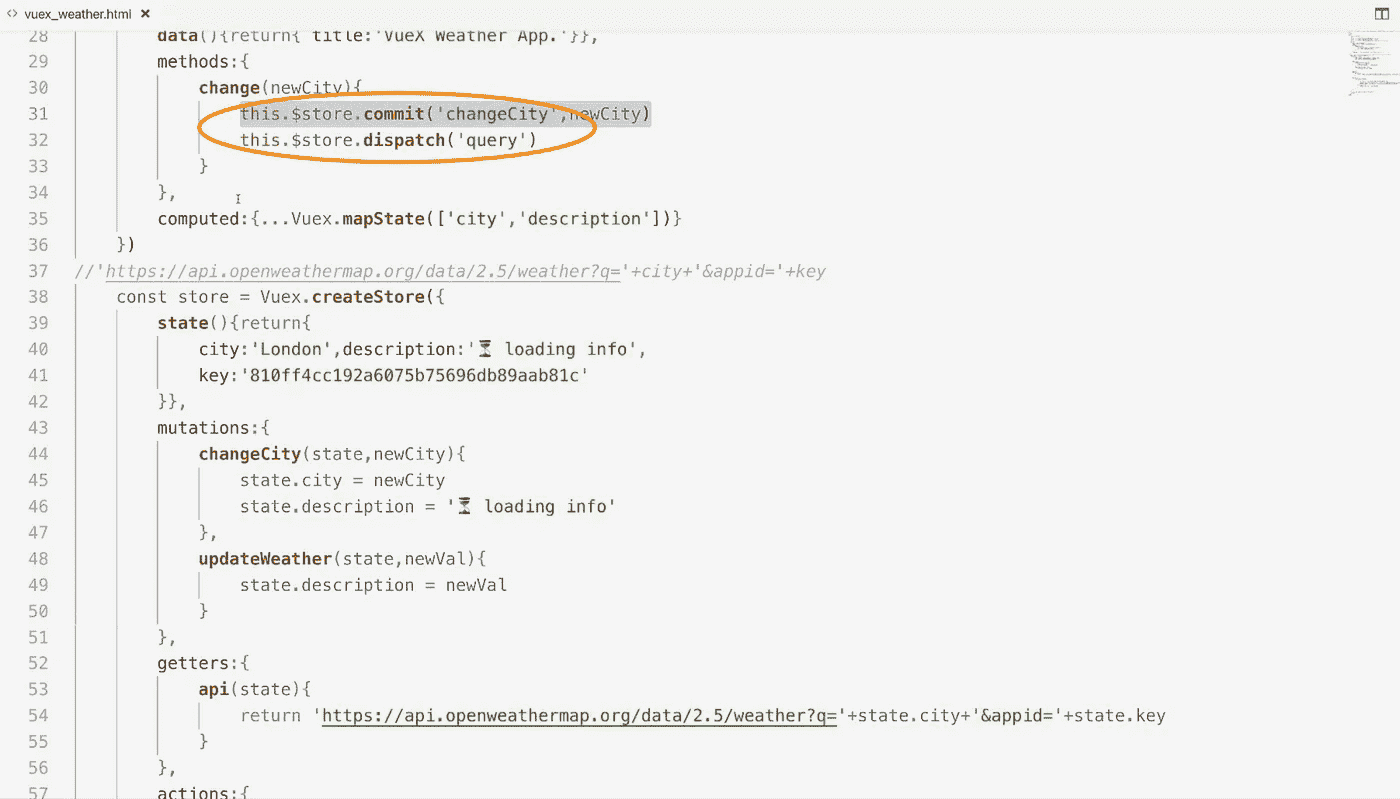 <> vuex_weather.html ×
28 data(){return{ title:'VueX Weather App.'}},
29 methods:{
30 change(newCity){
31 this.$store.commit('changeCity',newCity)
32 this.$store.dispatch('query')
33 }
34 },
35 computed:{...Vuex.mapState(['city','description'])}
36 })
37 //'https://api.openweathermap.org/data/2.5/weather?q='+city+'&appid='+key
38 const store = Vuex.createStore({
39 state(){return{
40 city:'London',description:'⏳ loading info',
41 key:'810ff4cc192a6075b75696db89aab81c'
42 }},
43 mutations:{
44 changeCity(state,newCity){
45 state.city = newCity
46 state.description = '⏳ loading info'
47 },
48 updateWeather(state,newVal){
49 state.description = newVal
50 }
51 },
52 getters:{
53 api(state){
54 return 'https://api.openweathermap.org/data/2.5/weather?q='+state.city+'&appid='+state.key
55 }
56 },
57 actions:{